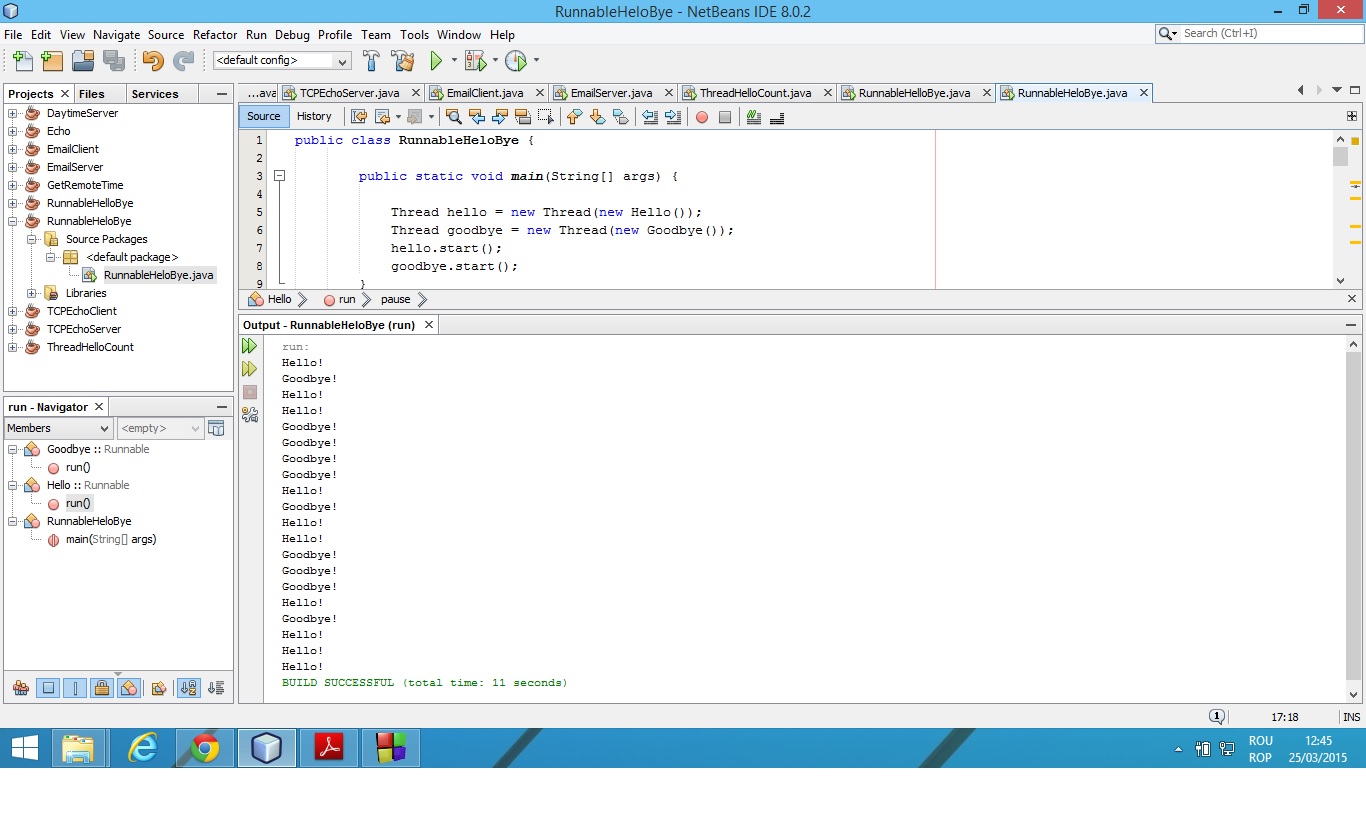 RunnableHeloBye - NetBeans IDE 8.0.2
File Edit View Navigate Source Refactor Run Debug Profile Team Tools Window Help
Search (Ctrl+I)
<default config>
Projects Files Services
DaytimeServer
Echo
EmailClient
EmailServer
GetRemoteTime
RunnableHelloBye
RunnableHeloBye
Source Packages
<default package>
RunnableHeloBye.java
Libraries
TCPEchoClient
TCPEchoServer
ThreadHelloCount
run - Navigator
Members <empty>
Goodbye :: Runnable
run()
Hello :: Runnable
run()
RunnableHeloBye
main(String[] args)
...ava TCPEchoServer.java EmailClient.java EmailServer.java ThreadHelloCount.java RunnableHelloBye.java RunnableHeloBye.java
Source History
1 public class RunnableHeloBye {
2
3 public static void main(String[] args) {
4
5 Thread hello = new Thread(new Hello());
6 Thread goodbye = new Thread(new Goodbye());
7 hello.start();
8 goodbye.start();
9 }
Hello run pause
Output - RunnableHeloBye (run)
run:
Hello!
Goodbye!
Hello!
Hello!
Goodbye!
Goodbye!
Goodbye!
Goodbye!
Hello!
Goodbye!
Hello!
Hello!
Goodbye!
Goodbye!
Goodbye!
Hello!
Goodbye!
Hello!
Hello!
Hello!
BUILD SUCCESSFUL (total time: 11 seconds)
1 17:18 INS
ROU 12:45
ROP 25/03/2015